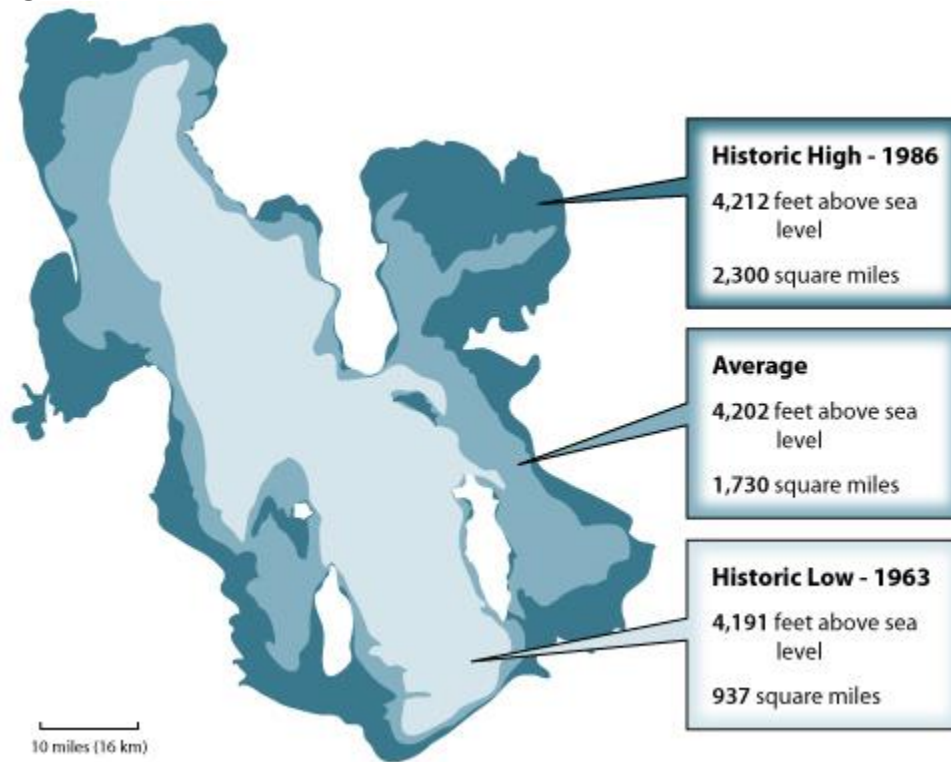 Historic High - 1986
4,212 feet above sea
level
2,300 square miles
Average
4,202 feet above sea
level
1,730 square miles
Historic Low - 1963
4,191 feet above sea
level
937 square miles
10 miles (16 km)